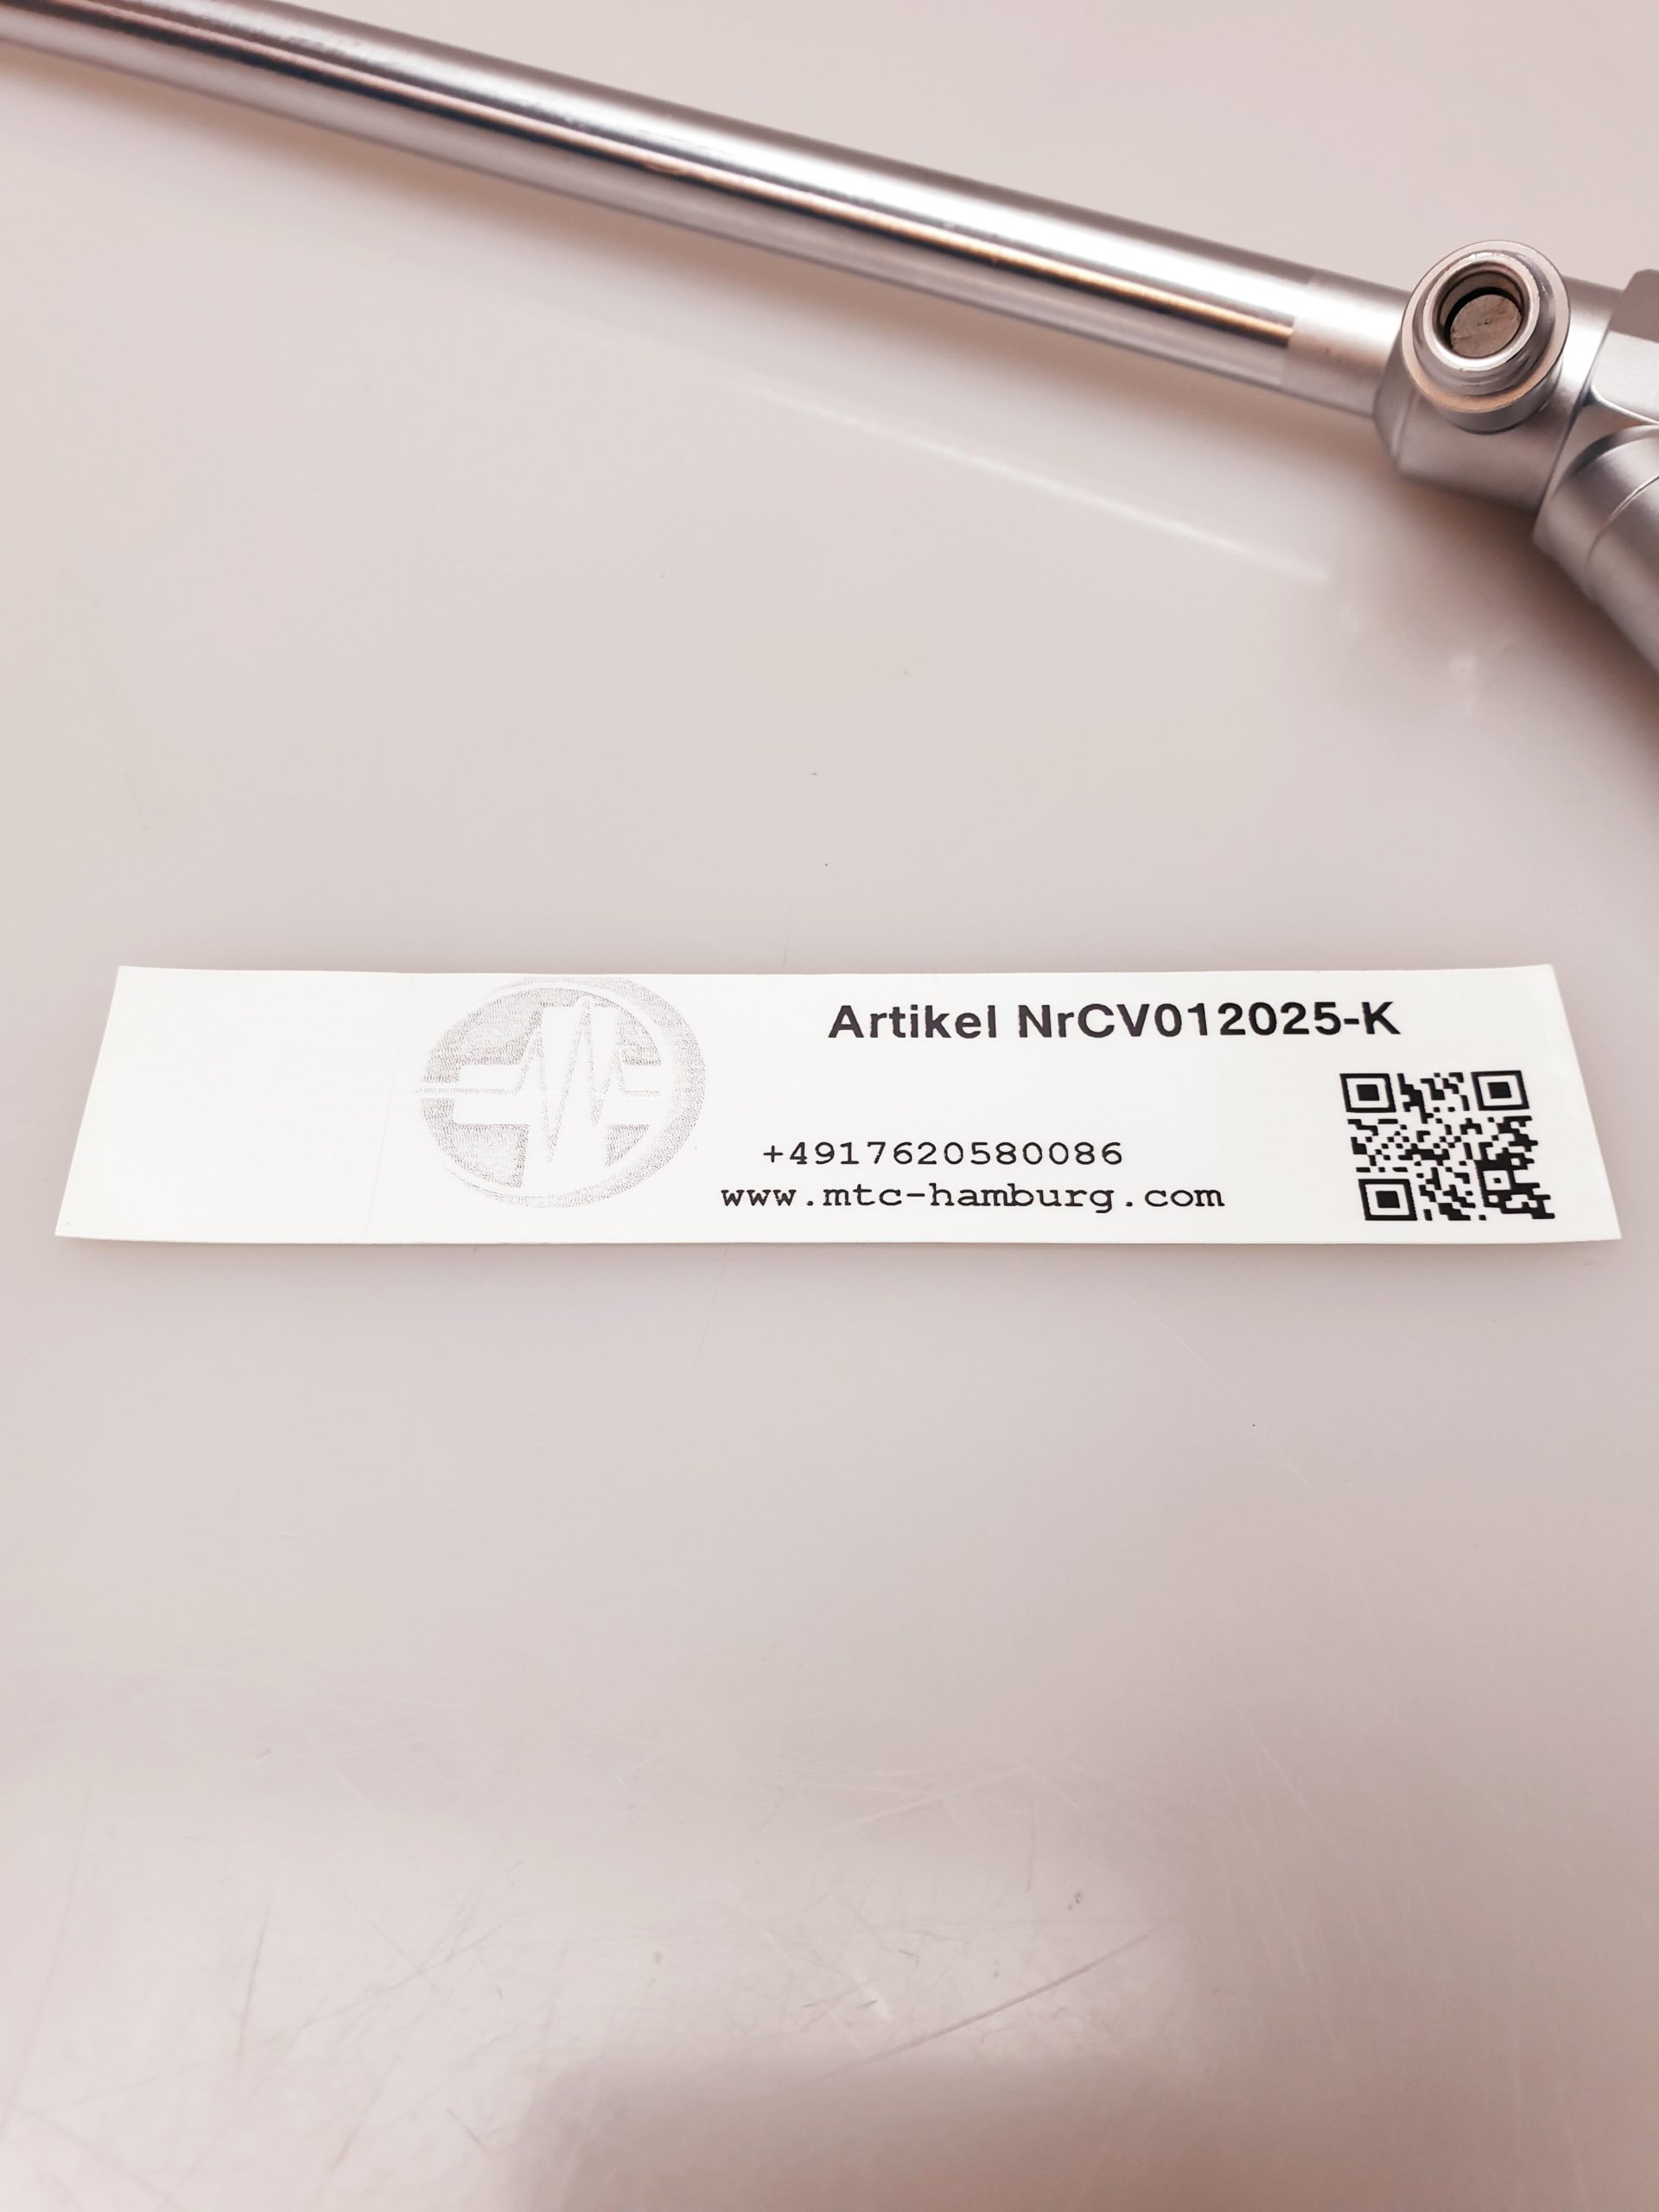 Artikel NrCV012025-K
+4917620580086
www.mtc-hamburg.com